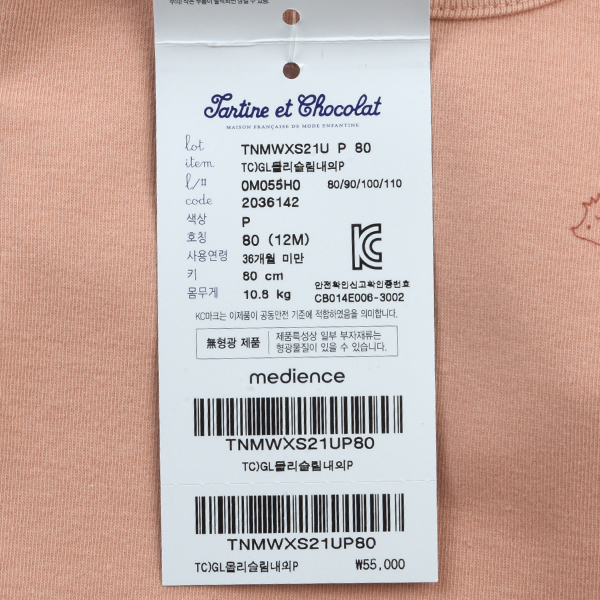 Tartine et Chocolat
MAISON FRANÇAISE DE MODE ENFANTINE
lot TNMWXS21U P 80
item TC)GL몰리슬림내의P
l/# 0M055H0 80/90/100/110
code 2036142
색상 P
호칭 80 (12M)
사용연령 36개월 미만
키 80 cm
몸무게 10.8 kg
안전확인신고확인증번호
CB014E006-3002
KC마크는 이제품이 공통안전 기준에 적합하였음을 의미합니다.
無형광 제품
제품특성상 일부 부자재류는
형광물질이 있을 수 있습니다.
medience
TNMWXS21UP80
TC)GL몰리슬림내의P
TNMWXS21UP80
TC)GL몰리슬림내의P ₩55,000